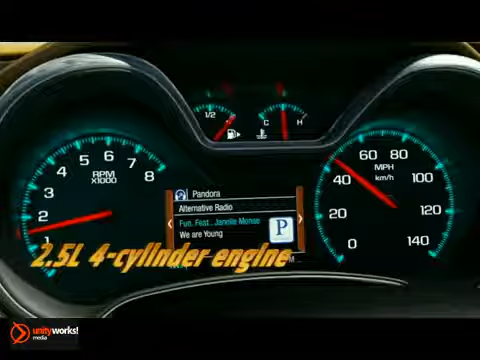 1/2
C H
1 2 3 4 5 6 7 8
RPM
X1000
Pandora
Alternative Radio
Fun. Feat. Janelle Monae
We are Young
P
0 20 40 60 80 100 120 140
MPH
km/h
2.5L 4-cylinder engine
unityworks!
media